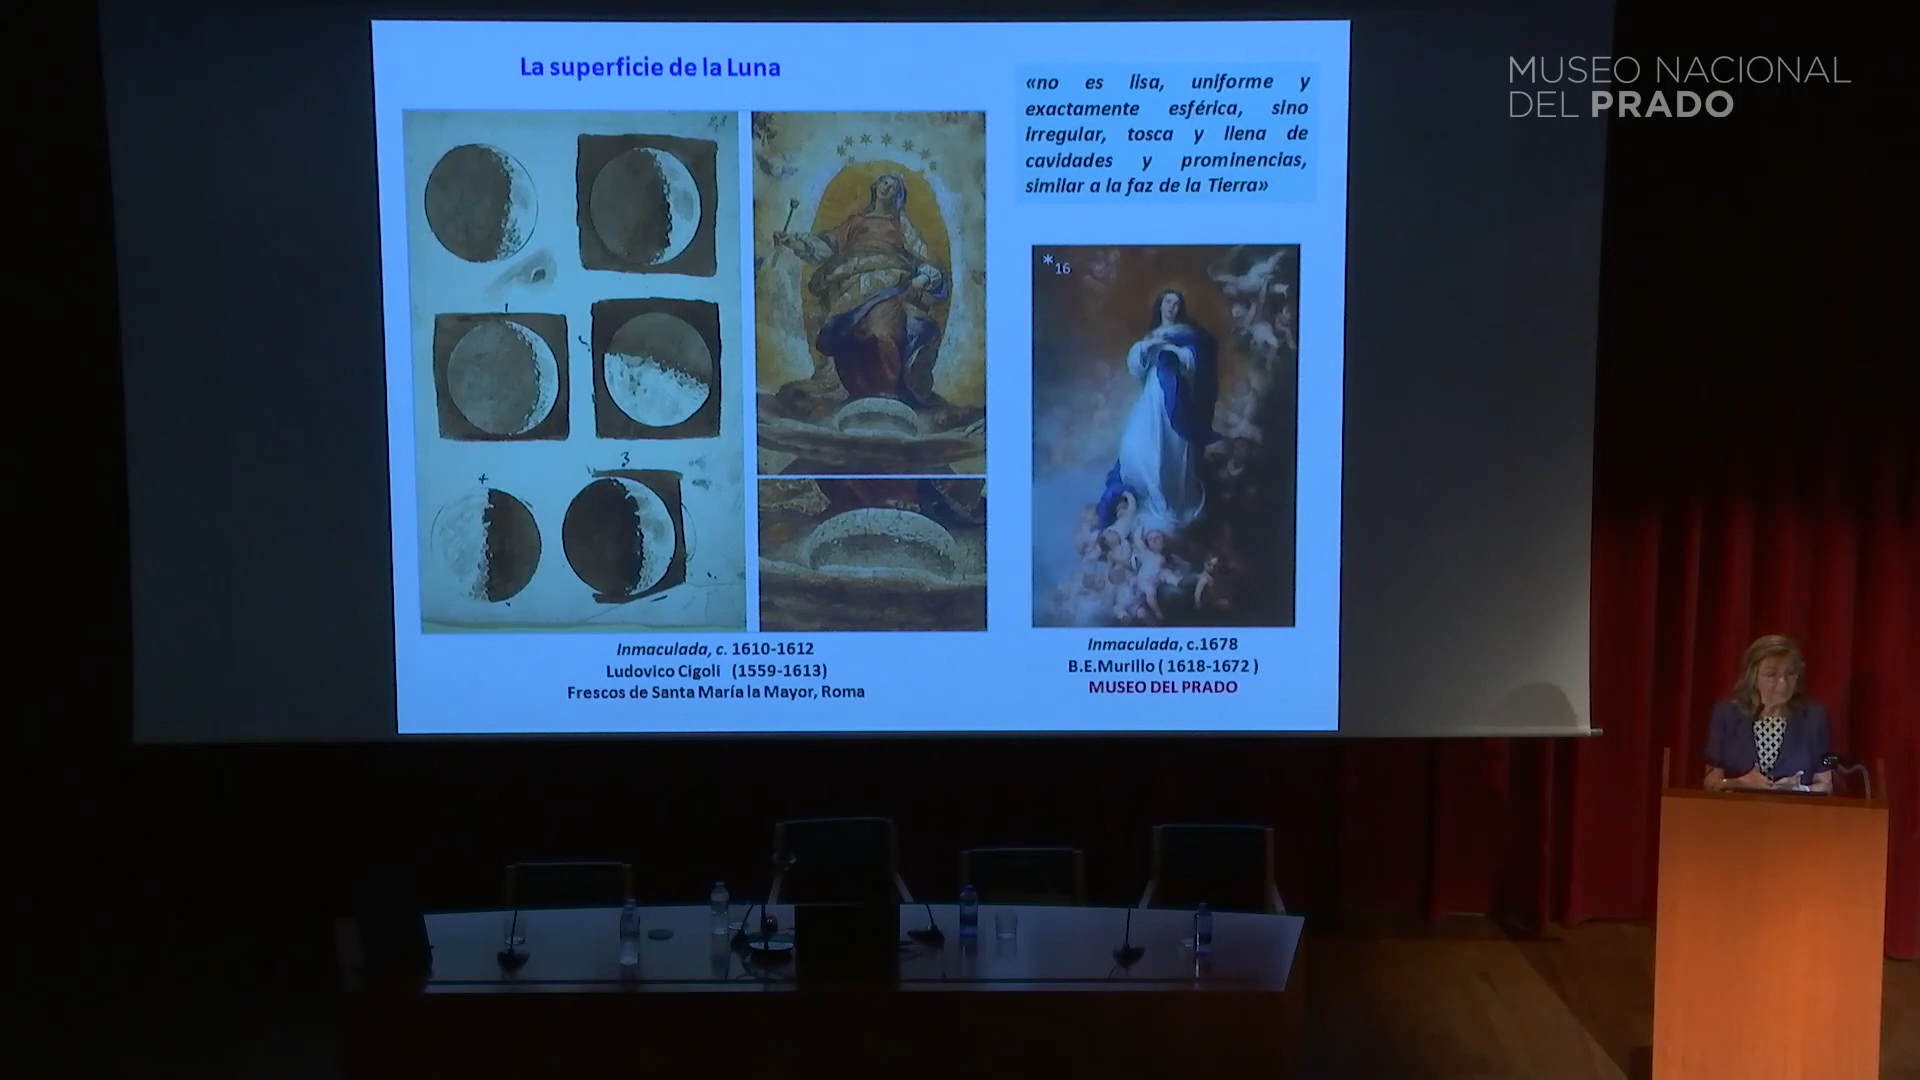 La superficie de la Luna
«no es lisa, uniforme y
exactamente esférica, sino
irregular, tosca y llena de
cavidades y prominencias,
similar a la faz de la Tierra»
MUSEO NACIONAL
DEL PRADO
*16
Inmaculada, c. 1610-1612
Ludovico Cigoli (1559-1613)
Frescos de Santa María la Mayor, Roma
Inmaculada, c.1678
B.E.Murillo ( 1618-1672 )
MUSEO DEL PRADO